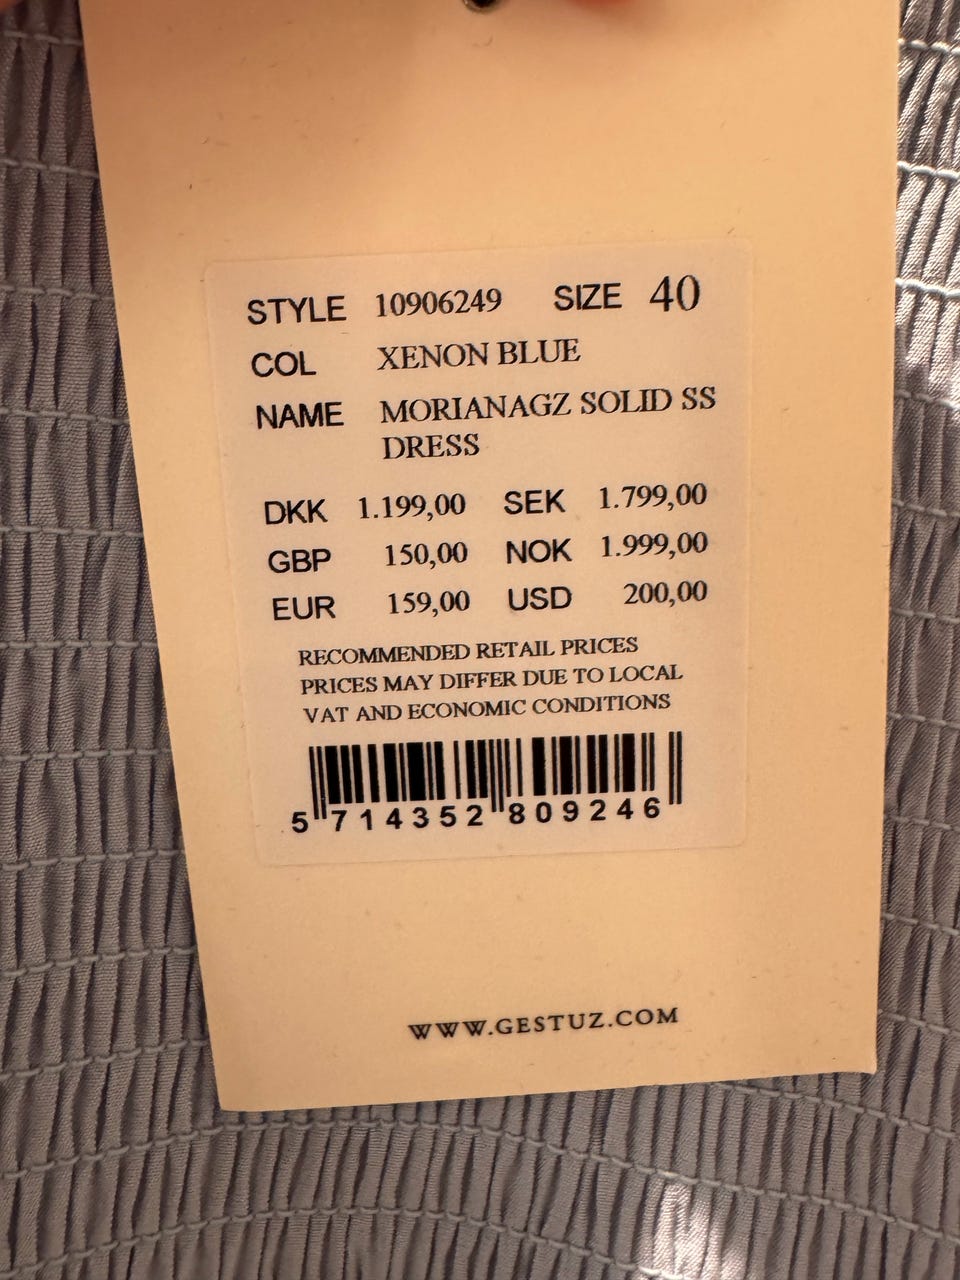 STYLE 10906249 SIZE 40
COL XENON BLUE
NAME MORIANAGZ SOLID SS
DRESS
DKK 1.199,00 SEK 1.799,00
GBP 150,00 NOK 1.999,00
EUR 159,00 USD 200,00
RECOMMENDED RETAIL PRICES
PRICES MAY DIFFER DUE TO LOCAL
VAT AND ECONOMIC CONDITIONS
5 714352 809246
WWW.GESTUZ.COM